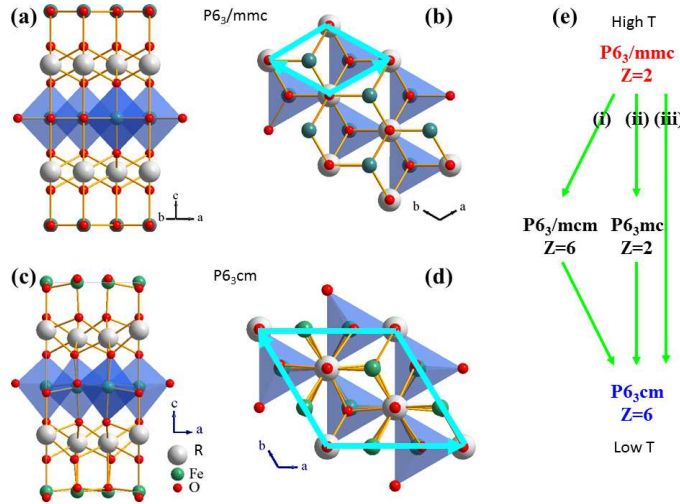 (a)
P6₃/mmc
(b)
(e)
High T
P6₃/mmc
Z=2
(i)
(ii)
(iii)
c
b
a
b
a
P6₃/mcm
Z=6
P6₃mc
Z=2
(c)
P6₃cm
(d)
c
a
R
Fe
O
b
a
P6₃cm
Z=6
Low T